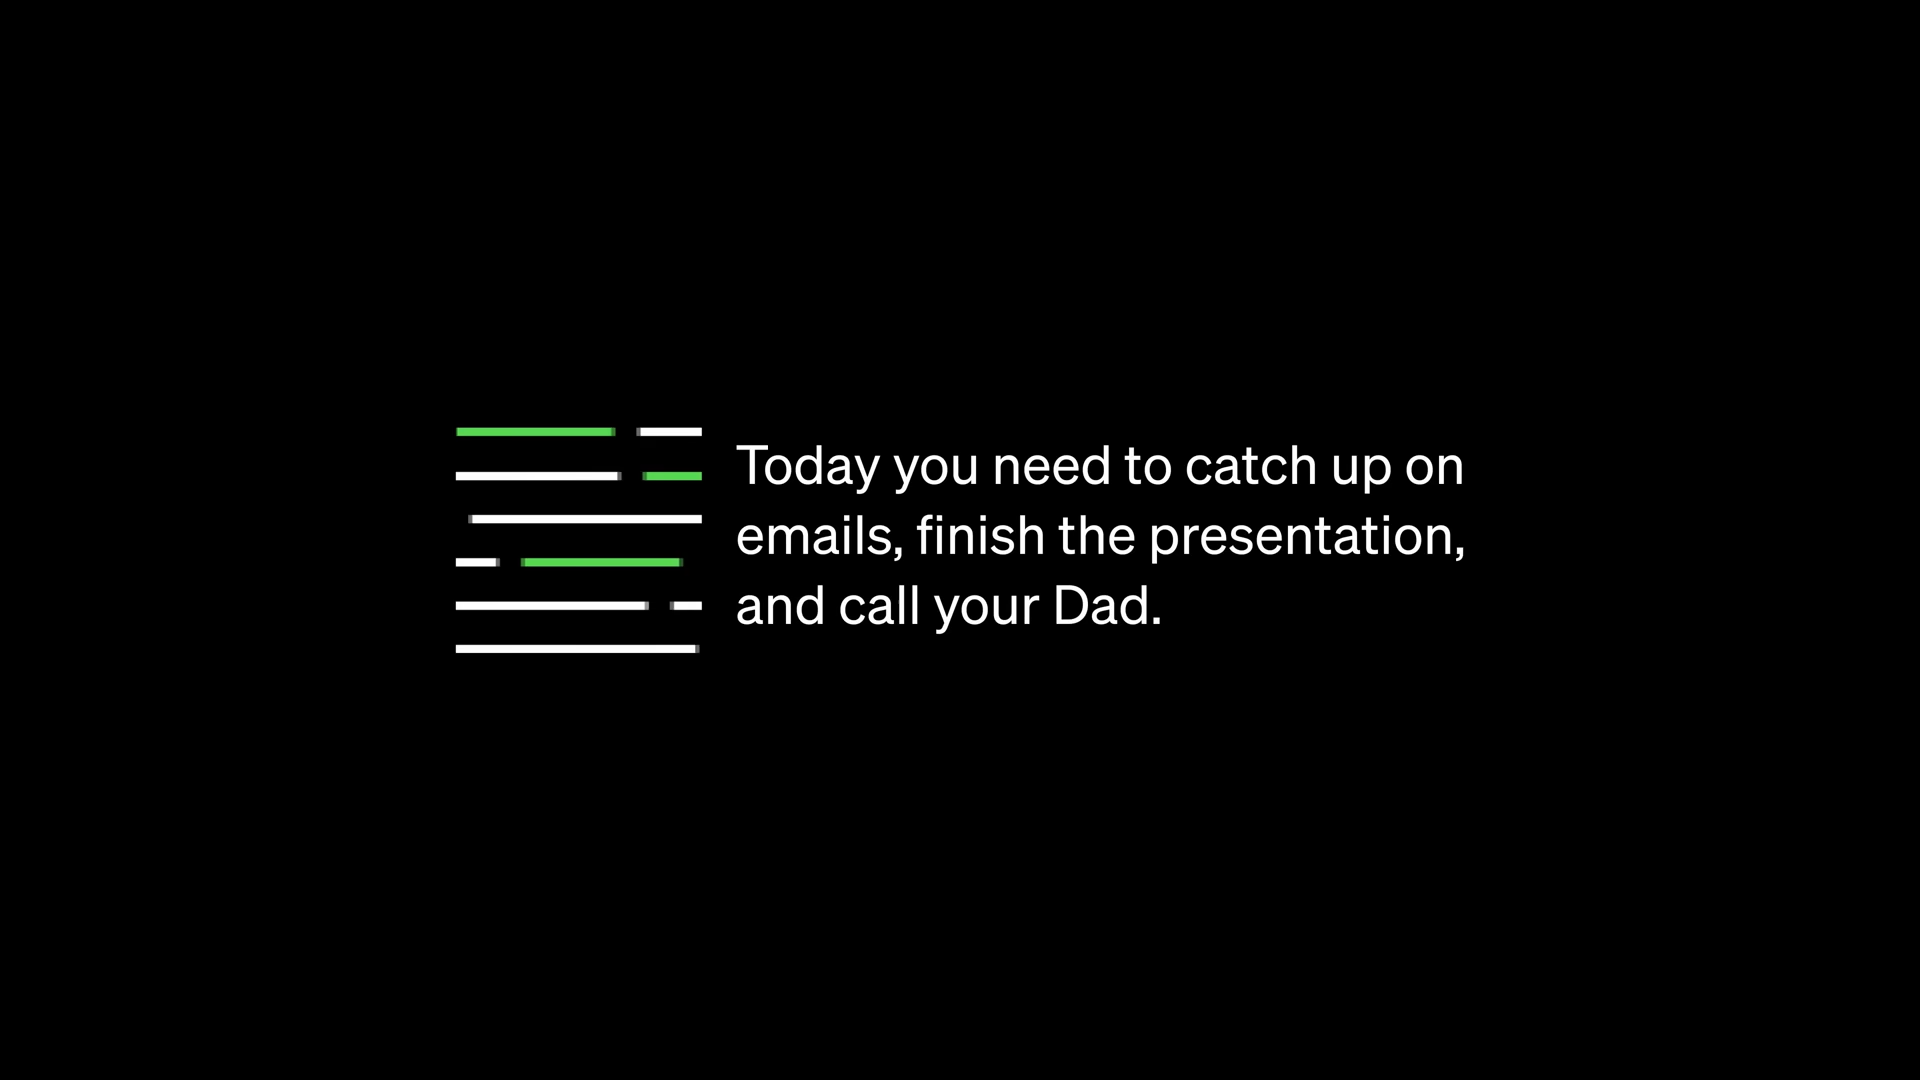 Today you need to catch up on
emails, finish the presentation,
and call your Dad.